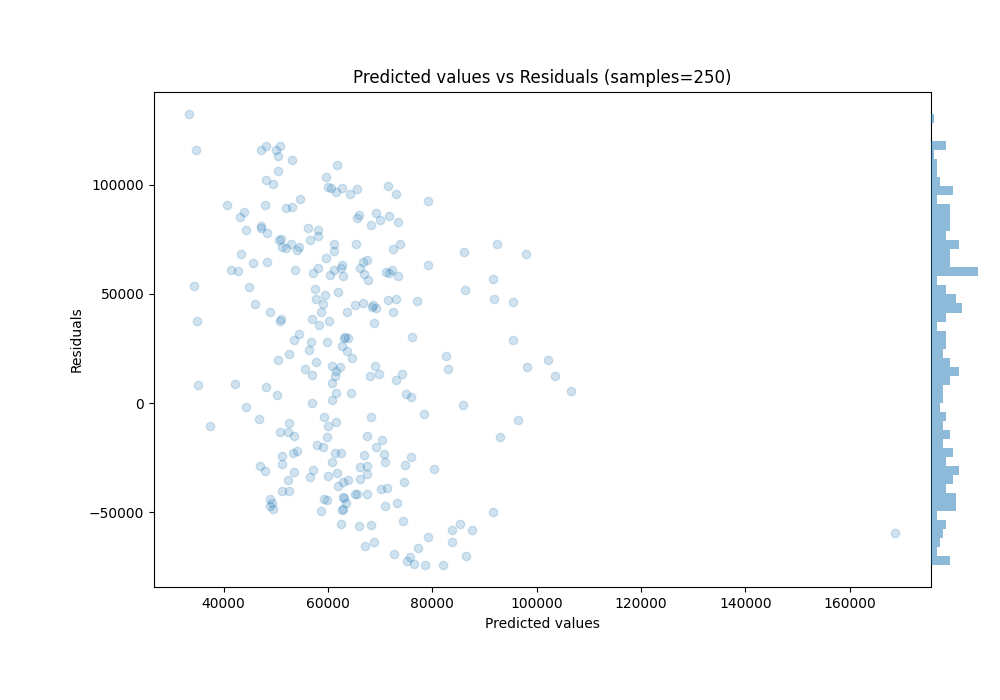 Predicted values vs Residuals (samples=250)
Residuals
100000
50000
0
−50000
40000 60000 80000 100000 120000 140000 160000
Predicted values